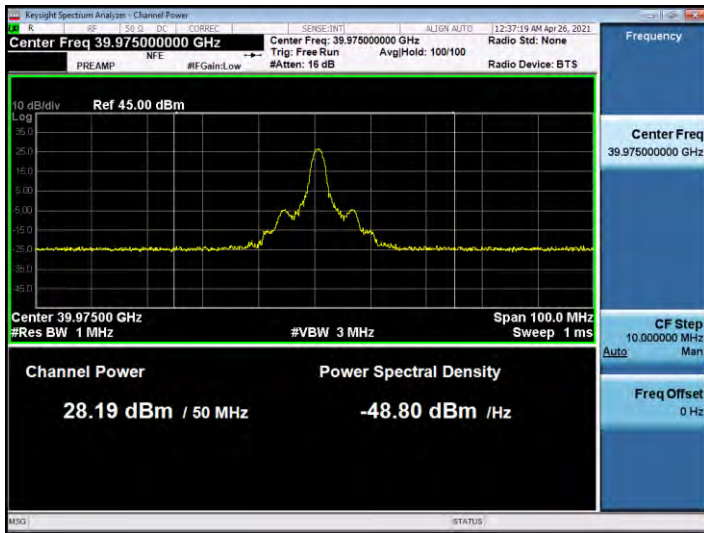 Keysight Spectrum Analyzer - Channel Power
R RF 50 Ω DC CORREC SENSE:INT ALIGN AUTO 12:37:19 AM Apr 26, 2021
Center Freq 39.975000000 GHz Center Freq: 39.975000000 GHz Radio Std: None
NFE Trig: Free Run Avg|Hold: 100/100
PREAMP #IFGain:Low #Atten: 16 dB Radio Device: BTS
Frequency
10 dB/div Ref 45.00 dBm
Log
35.0
25.0
15.0
5.00
-5.00
-15.0
-25.0
-35.0
-45.0
Center 39.97500 GHz Span 100.0 MHz
#Res BW 1 MHz #VBW 3 MHz Sweep 1 ms
Channel Power Power Spectral Density
28.19 dBm / 50 MHz -48.80 dBm /Hz
Center Freq
39.975000000 GHz
CF Step
10.000000 MHz
Auto Man
Freq Offset
0 Hz
MSG STATUS